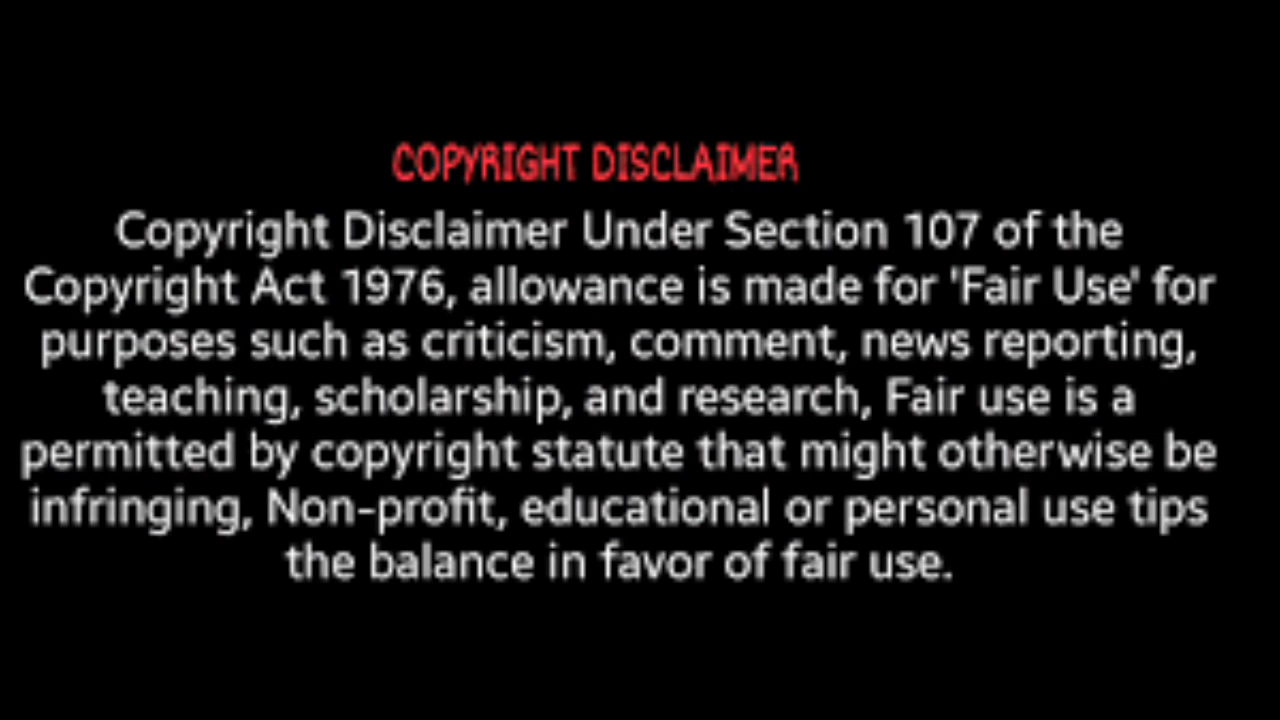 COPYRIGHT DISCLAIMER
Copyright Disclaimer Under Section 107 of the
Copyright Act 1976, allowance is made for 'Fair Use' for
purposes such as criticism, comment, news reporting,
teaching, scholarship, and research, Fair use is a
permitted by copyright statute that might otherwise be
infringing, Non-profit, educational or personal use tips
the balance in favor of fair use.